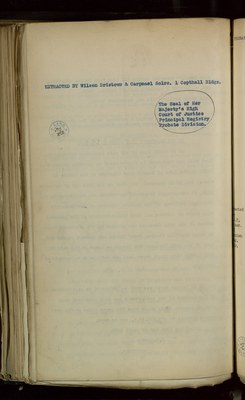 EXTRACTED BY Wilson Bristows & Carpmael Solrs. 1 Copthall Bldgs.
The Seal of Her
Majesty's High
Court of Justice
Principal Registry
Probate Division.